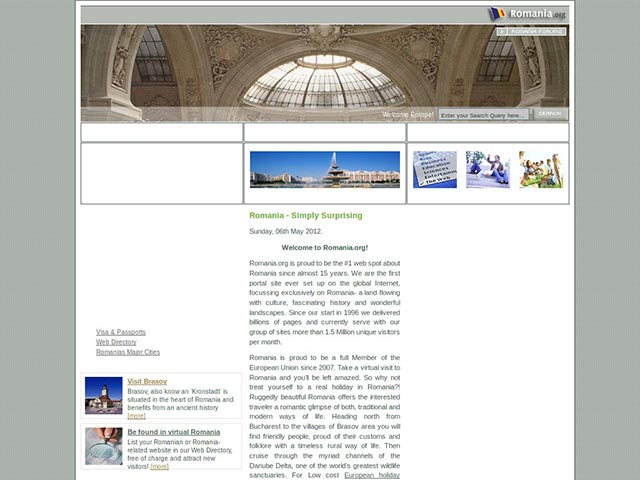 Romania.org
ROMANIA FORUMS
Welcome Europe!
Enter your Search Query here...
SEARCH
Business
Education
Sciences
Entertainm
The Web
Romania - Simply Surprising
Sunday, 06th May 2012.
Welcome to Romania.org!
Romania.org is proud to be the #1 web spot about
Romania since almost 15 years. We are the first
portal site ever set up on the global Internet,
focussing exclusively on Romania- a land flowing
with culture, fascinating history and wonderful
landscapes. Since our start in 1996 we delivered
billions of pages and currently serve with our
group of sites more than 1.5 Million unique visitors
per month.
Romania is proud to be a full Member of the
European Union since 2007. Take a virtual visit to
Romania and you'll be left amazed. So why not
treat yourself to a real holiday in Romania?!
Ruggedly beautiful Romania offers the interested
traveler a romantic glimpse of both, traditional and
modern ways of life. Heading north from
Bucharest to the villages of Brasov area you will
find friendly people, proud of their customs and
folklore with a timeless rural way of life. Then
cruise through the myriad channels of the
Danube Delta, one of the world's greatest wildlife
sanctuaries. For Low cost European holiday
Visa & Passports
Web Directory
Romanias Major Cities
Visit Brasov
Brasov, also know an 'Kronstadt' is
situated in the heart of Romania and
benefits from an ancient history
[more]
Be found in virtual Romania
List your Romanian or Romania-
related website in our Web Directory,
free of charge and attract new
visitors! [more]